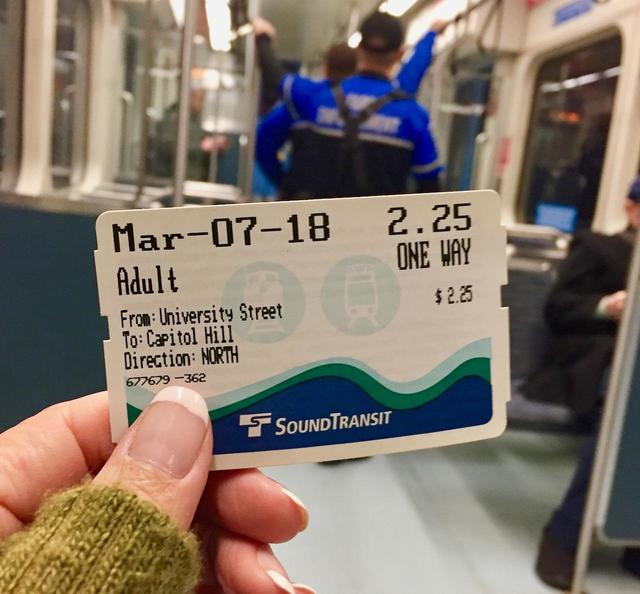 Mar-07-18
2.25
Adult
ONE WAY
$ 2.25
From: University Street
To: Capitol Hill
Direction: NORTH
677679 -362
SOUNDTRANSIT